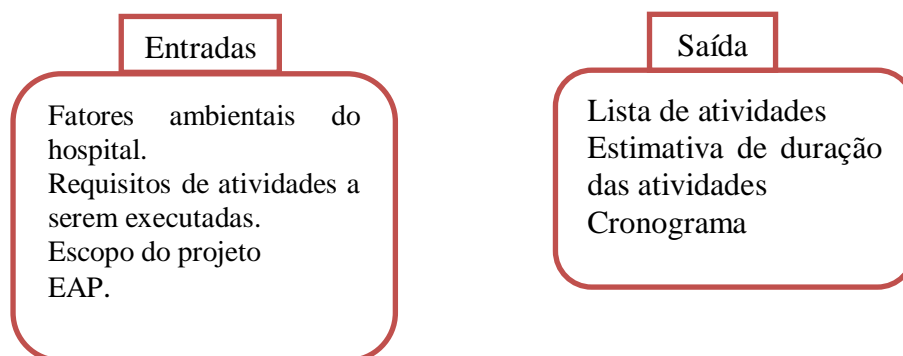 Entradas
Fatores ambientais do
hospital.
Requisitos de atividades a
serem executadas.
Escopo do projeto
EAP.
Saída
Lista de atividades
Estimativa de duração
das atividades
Cronograma